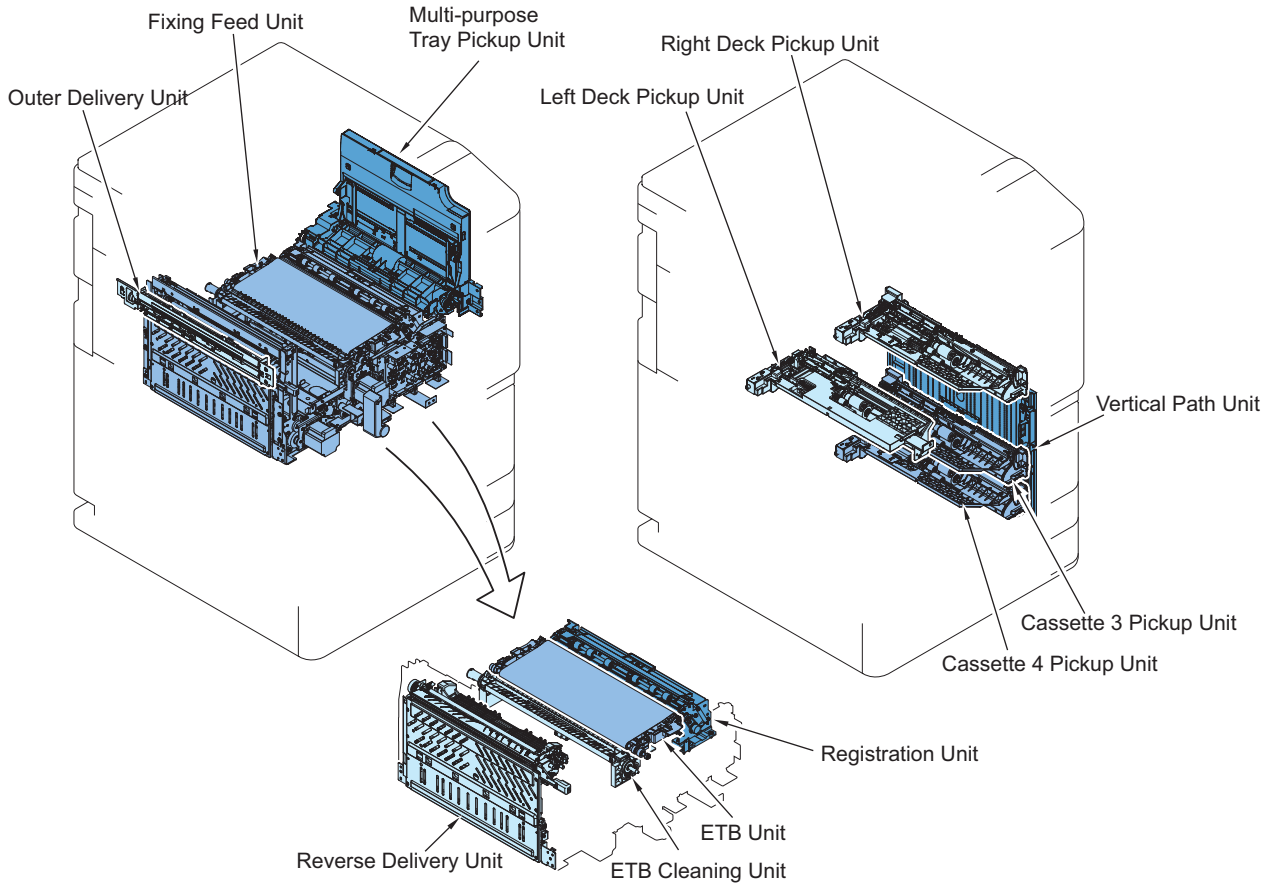 Fixing Feed Unit
Multi-purpose
Tray Pickup Unit
Outer Delivery Unit
Right Deck Pickup Unit
Left Deck Pickup Unit
Vertical Path Unit
Cassette 3 Pickup Unit
Cassette 4 Pickup Unit
Registration Unit
ETB Unit
ETB Cleaning Unit
Reverse Delivery Unit